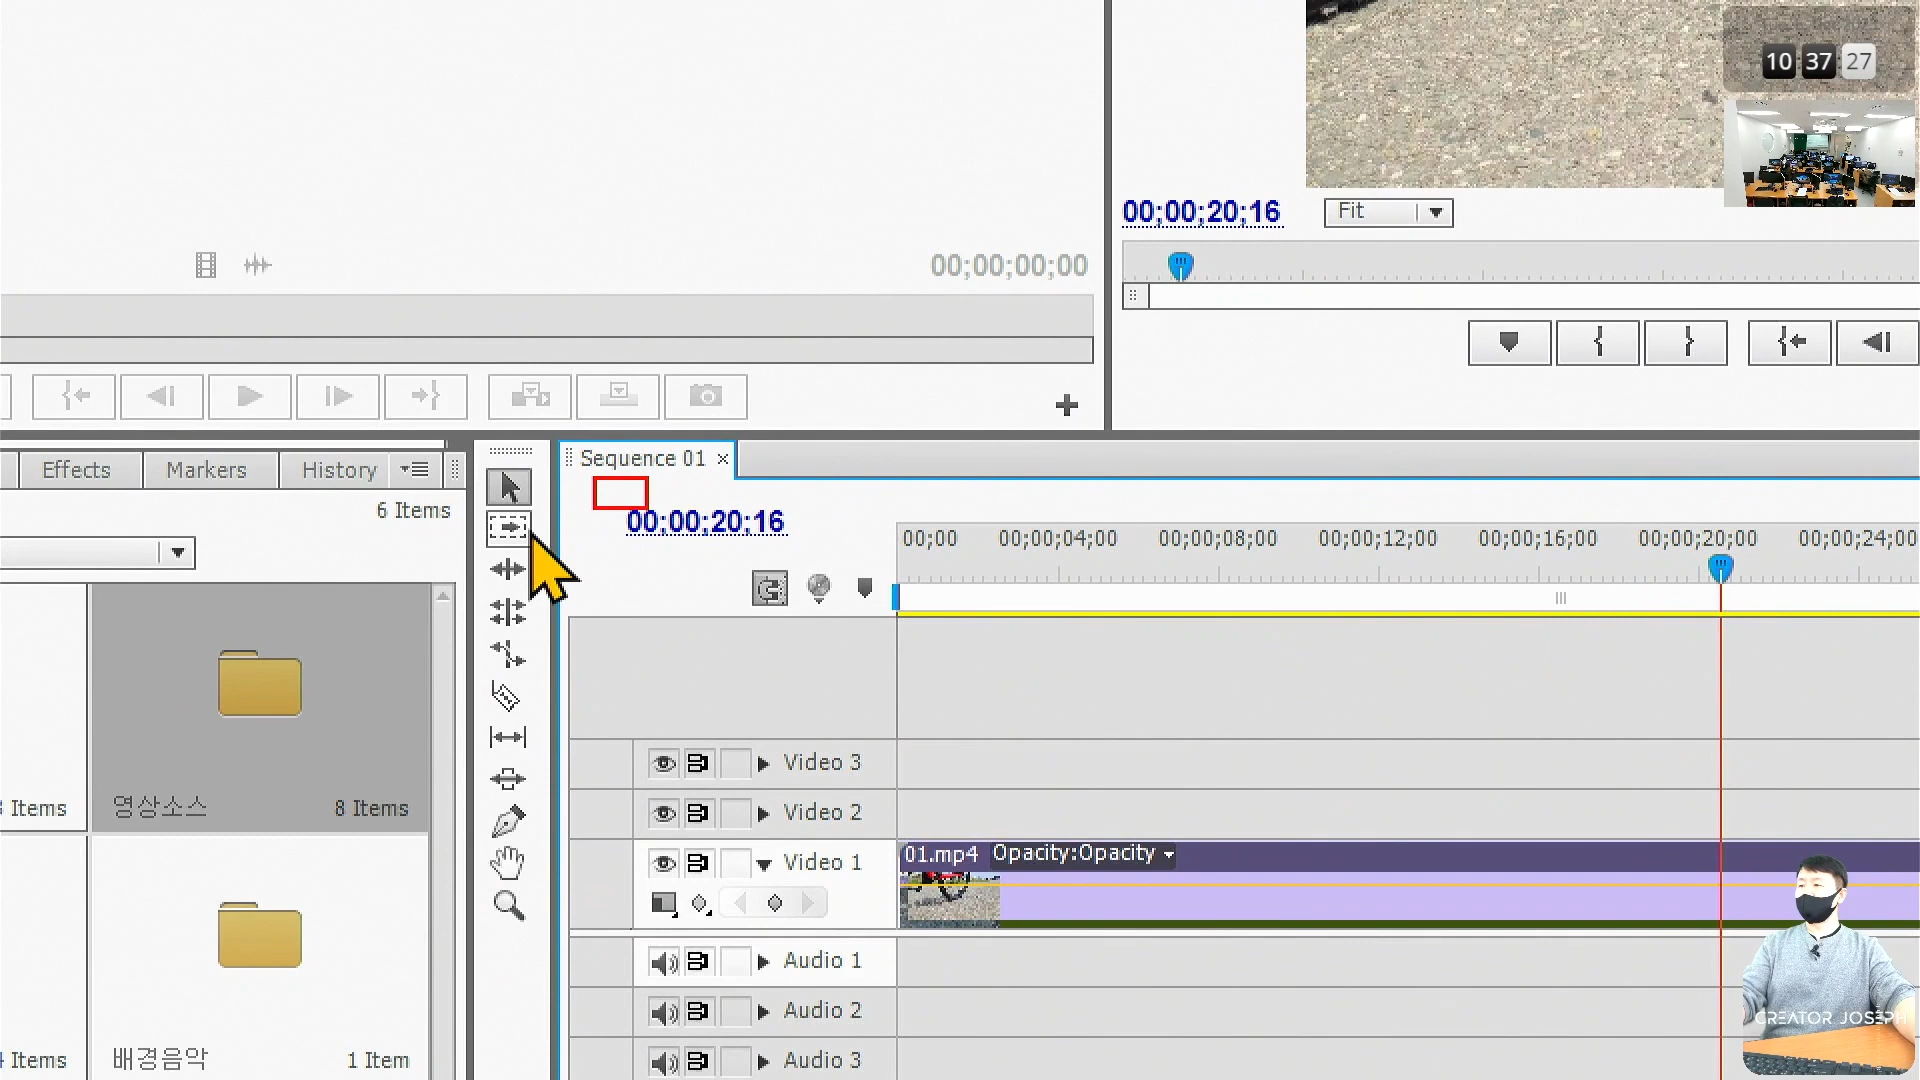 10 37 27
00;00;20;16
Fit
00;00;00;00
Effects
Markers
History
6 Items
Sequence 01
00;00;20;16
00;00
00;00;04;00
00;00;08;00
00;00;12;00
00;00;16;00
00;00;20;00
00;00;24;00
Items
영상소스
8 Items
Video 3
Video 2
01.mp4 Opacity:Opacity
Video 1
Audio 1
Audio 2
CREATOR JOSEPH
Items
배경음악
1 Item
Audio 3